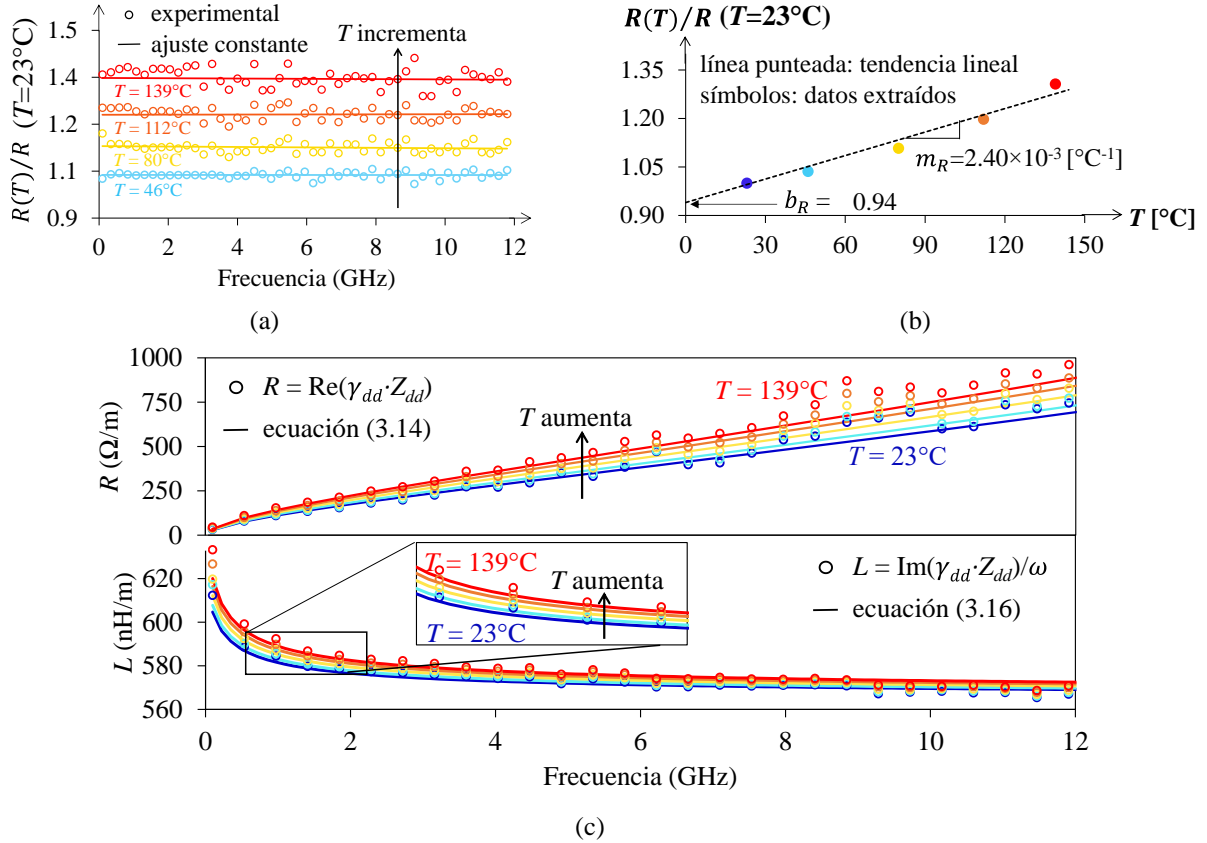 R(T)/R (T=23°C)
1.5
1.4
1.2
1.1
0.9
experimental
ajuste constante
T incrementa
T = 139°C
T = 112°C
T = 80°C
T = 46°C
0 2 4 6 8 10 12
Frecuencia (GHz)
(a)
R(T)/R (T=23°C)
1.35
1.20
1.05
0.90
línea punteada: tendencia lineal
símbolos: datos extraídos
m_R=2.40×10⁻³ [°C⁻¹]
b_R = 0.94
0 30 60 90 120 150
T [°C]
(b)
R (Ω/m)
1000
750
500
250
0
R = Re(γ_dd·Z_dd)
ecuación (3.14)
T aumenta
T = 139°C
T = 23°C
L (nH/m)
620
600
580
560
T = 139°C
T aumenta
T = 23°C
L = Im(γ_dd·Z_dd)/ω
ecuación (3.16)
0 2 4 6 8 10 12
Frecuencia (GHz)
(c)